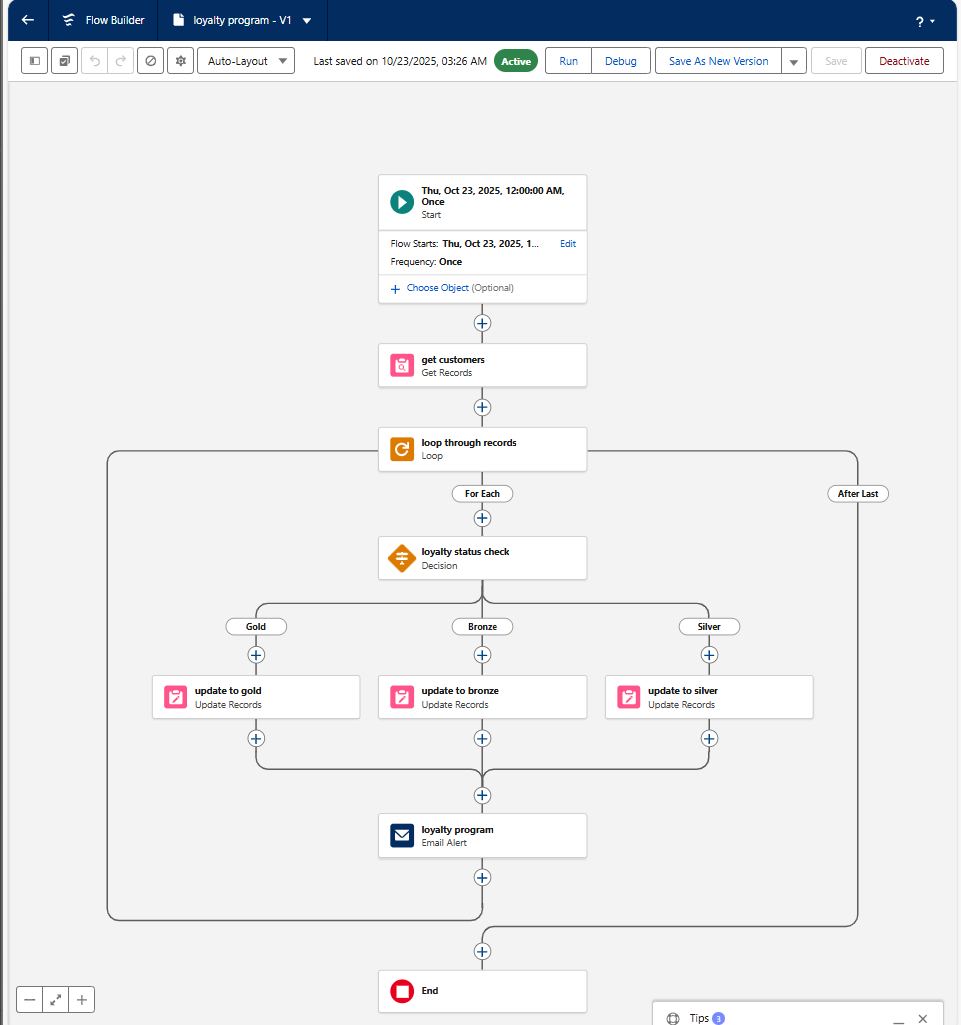 Flow Builder
loyalty program - V1
?
Auto-Layout
Last saved on 10/23/2025, 03:26 AM
Active
Run
Debug
Save As New Version
Save
Deactivate
Thu, Oct 23, 2025, 12:00:00 AM,
Once
Start
Flow Starts: Thu, Oct 23, 2025, 1...
Edit
Frequency: Once
+ Choose Object (Optional)
get customers
Get Records
loop through records
Loop
For Each
After Last
loyalty status check
Decision
Gold
Bronze
Silver
update to gold
Update Records
update to bronze
Update Records
update to silver
Update Records
loyalty program
Email Alert
End
Tips 3